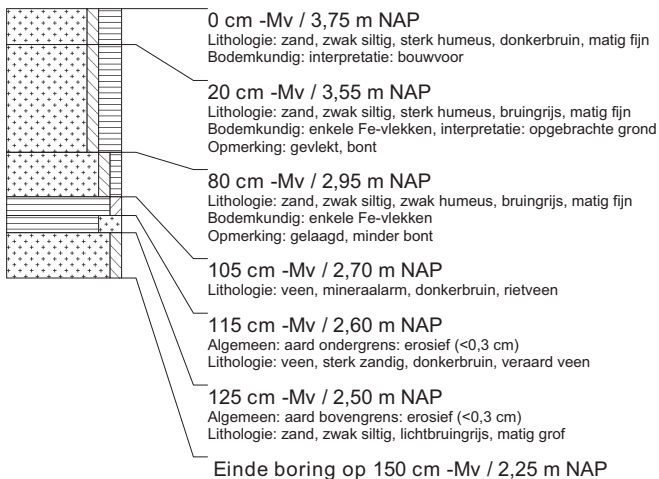 0 cm -Mv / 3,75 m NAP
Lithologie: zand, zwak siltig, sterk humeus, donkerbruin, matig fijn
Bodemkundig: interpretatie: bouwvoor
20 cm -Mv / 3,55 m NAP
Lithologie: zand, zwak siltig, sterk humeus, bruingrijs, matig fijn
Bodemkundig: enkele Fe-vlekken, interpretatie: opgebrachte grond
Opmerking: gevlekt, bont
80 cm -Mv / 2,95 m NAP
Lithologie: zand, zwak siltig, zwak humeus, bruingrijs, matig fijn
Bodemkundig: enkele Fe-vlekken
Opmerking: gelaagd, minder bont
105 cm -Mv / 2,70 m NAP
Lithologie: veen, mineraalarm, donkerbruin, rietveen
115 cm -Mv / 2,60 m NAP
Algemeen: aard ondergrens: erosief (<0,3 cm)
Lithologie: veen, sterk zandig, donkerbruin, veraard veen
125 cm -Mv / 2,50 m NAP
Algemeen: aard bovengrens: erosief (<0,3 cm)
Lithologie: zand, zwak siltig, lichtbruingrijs, matig grof
Einde boring op 150 cm -Mv / 2,25 m NAP